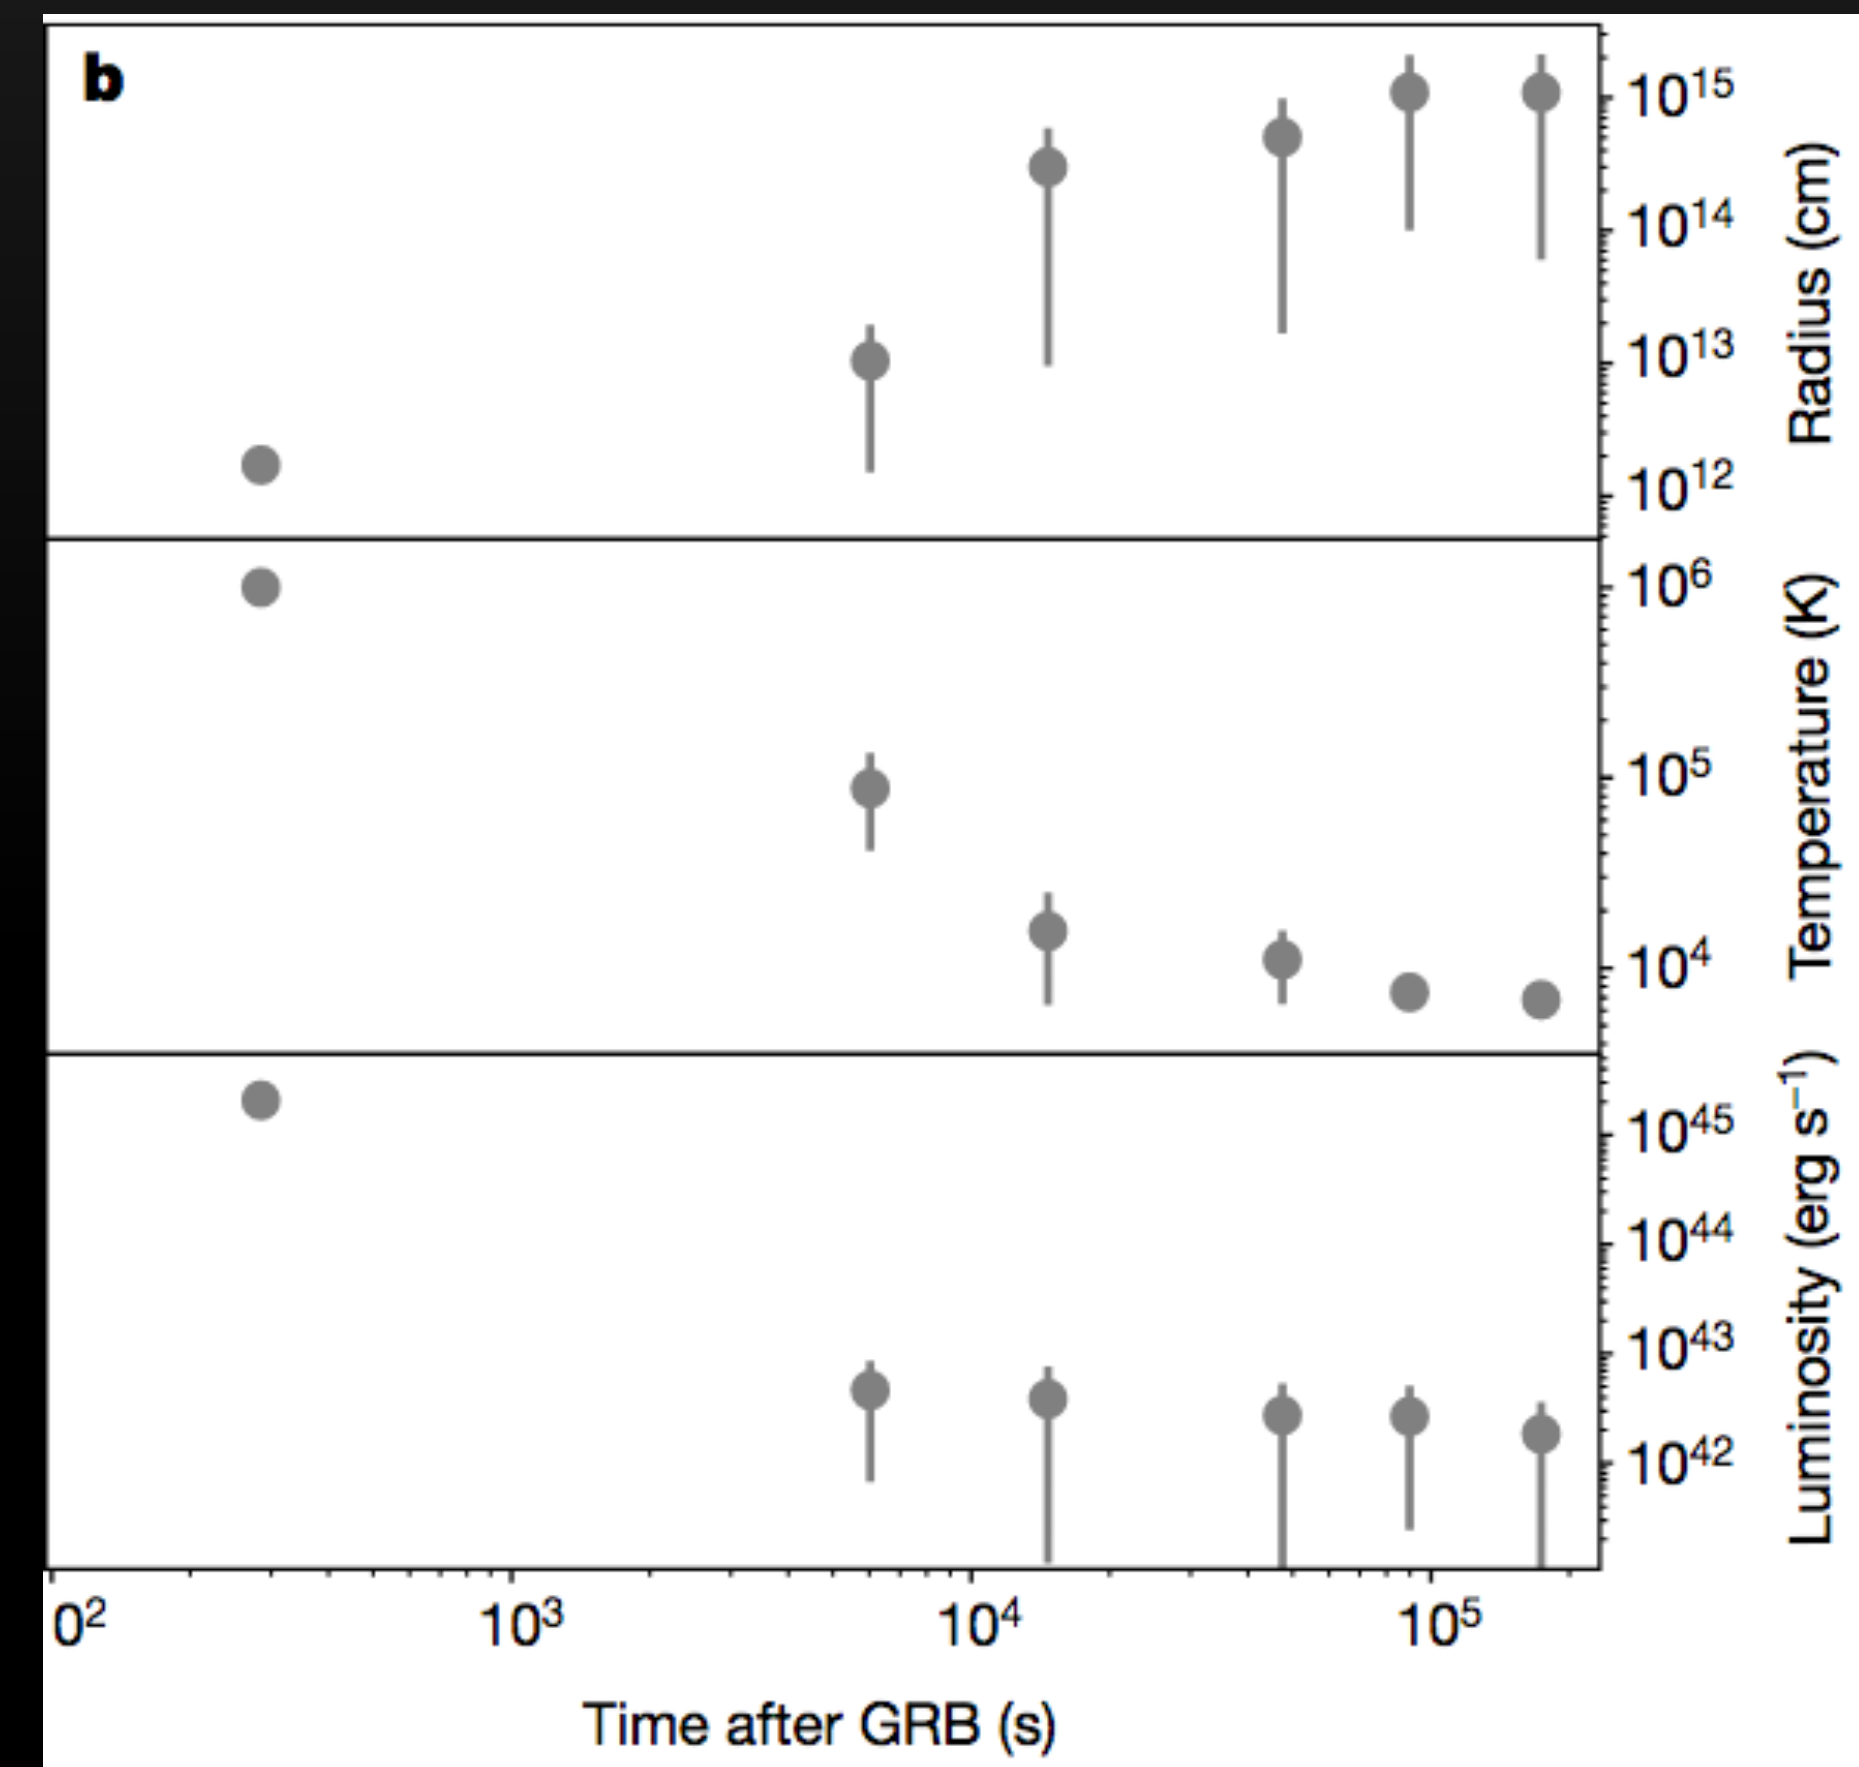 b
10¹⁵
10¹⁴
10¹³
10¹²
Radius (cm)
10⁶
10⁵
10⁴
Temperature (K)
10⁴⁵
10⁴⁴
10⁴³
10⁴²
Luminosity (erg s⁻¹)
0² 10³ 10⁴ 10⁵
Time after GRB (s)